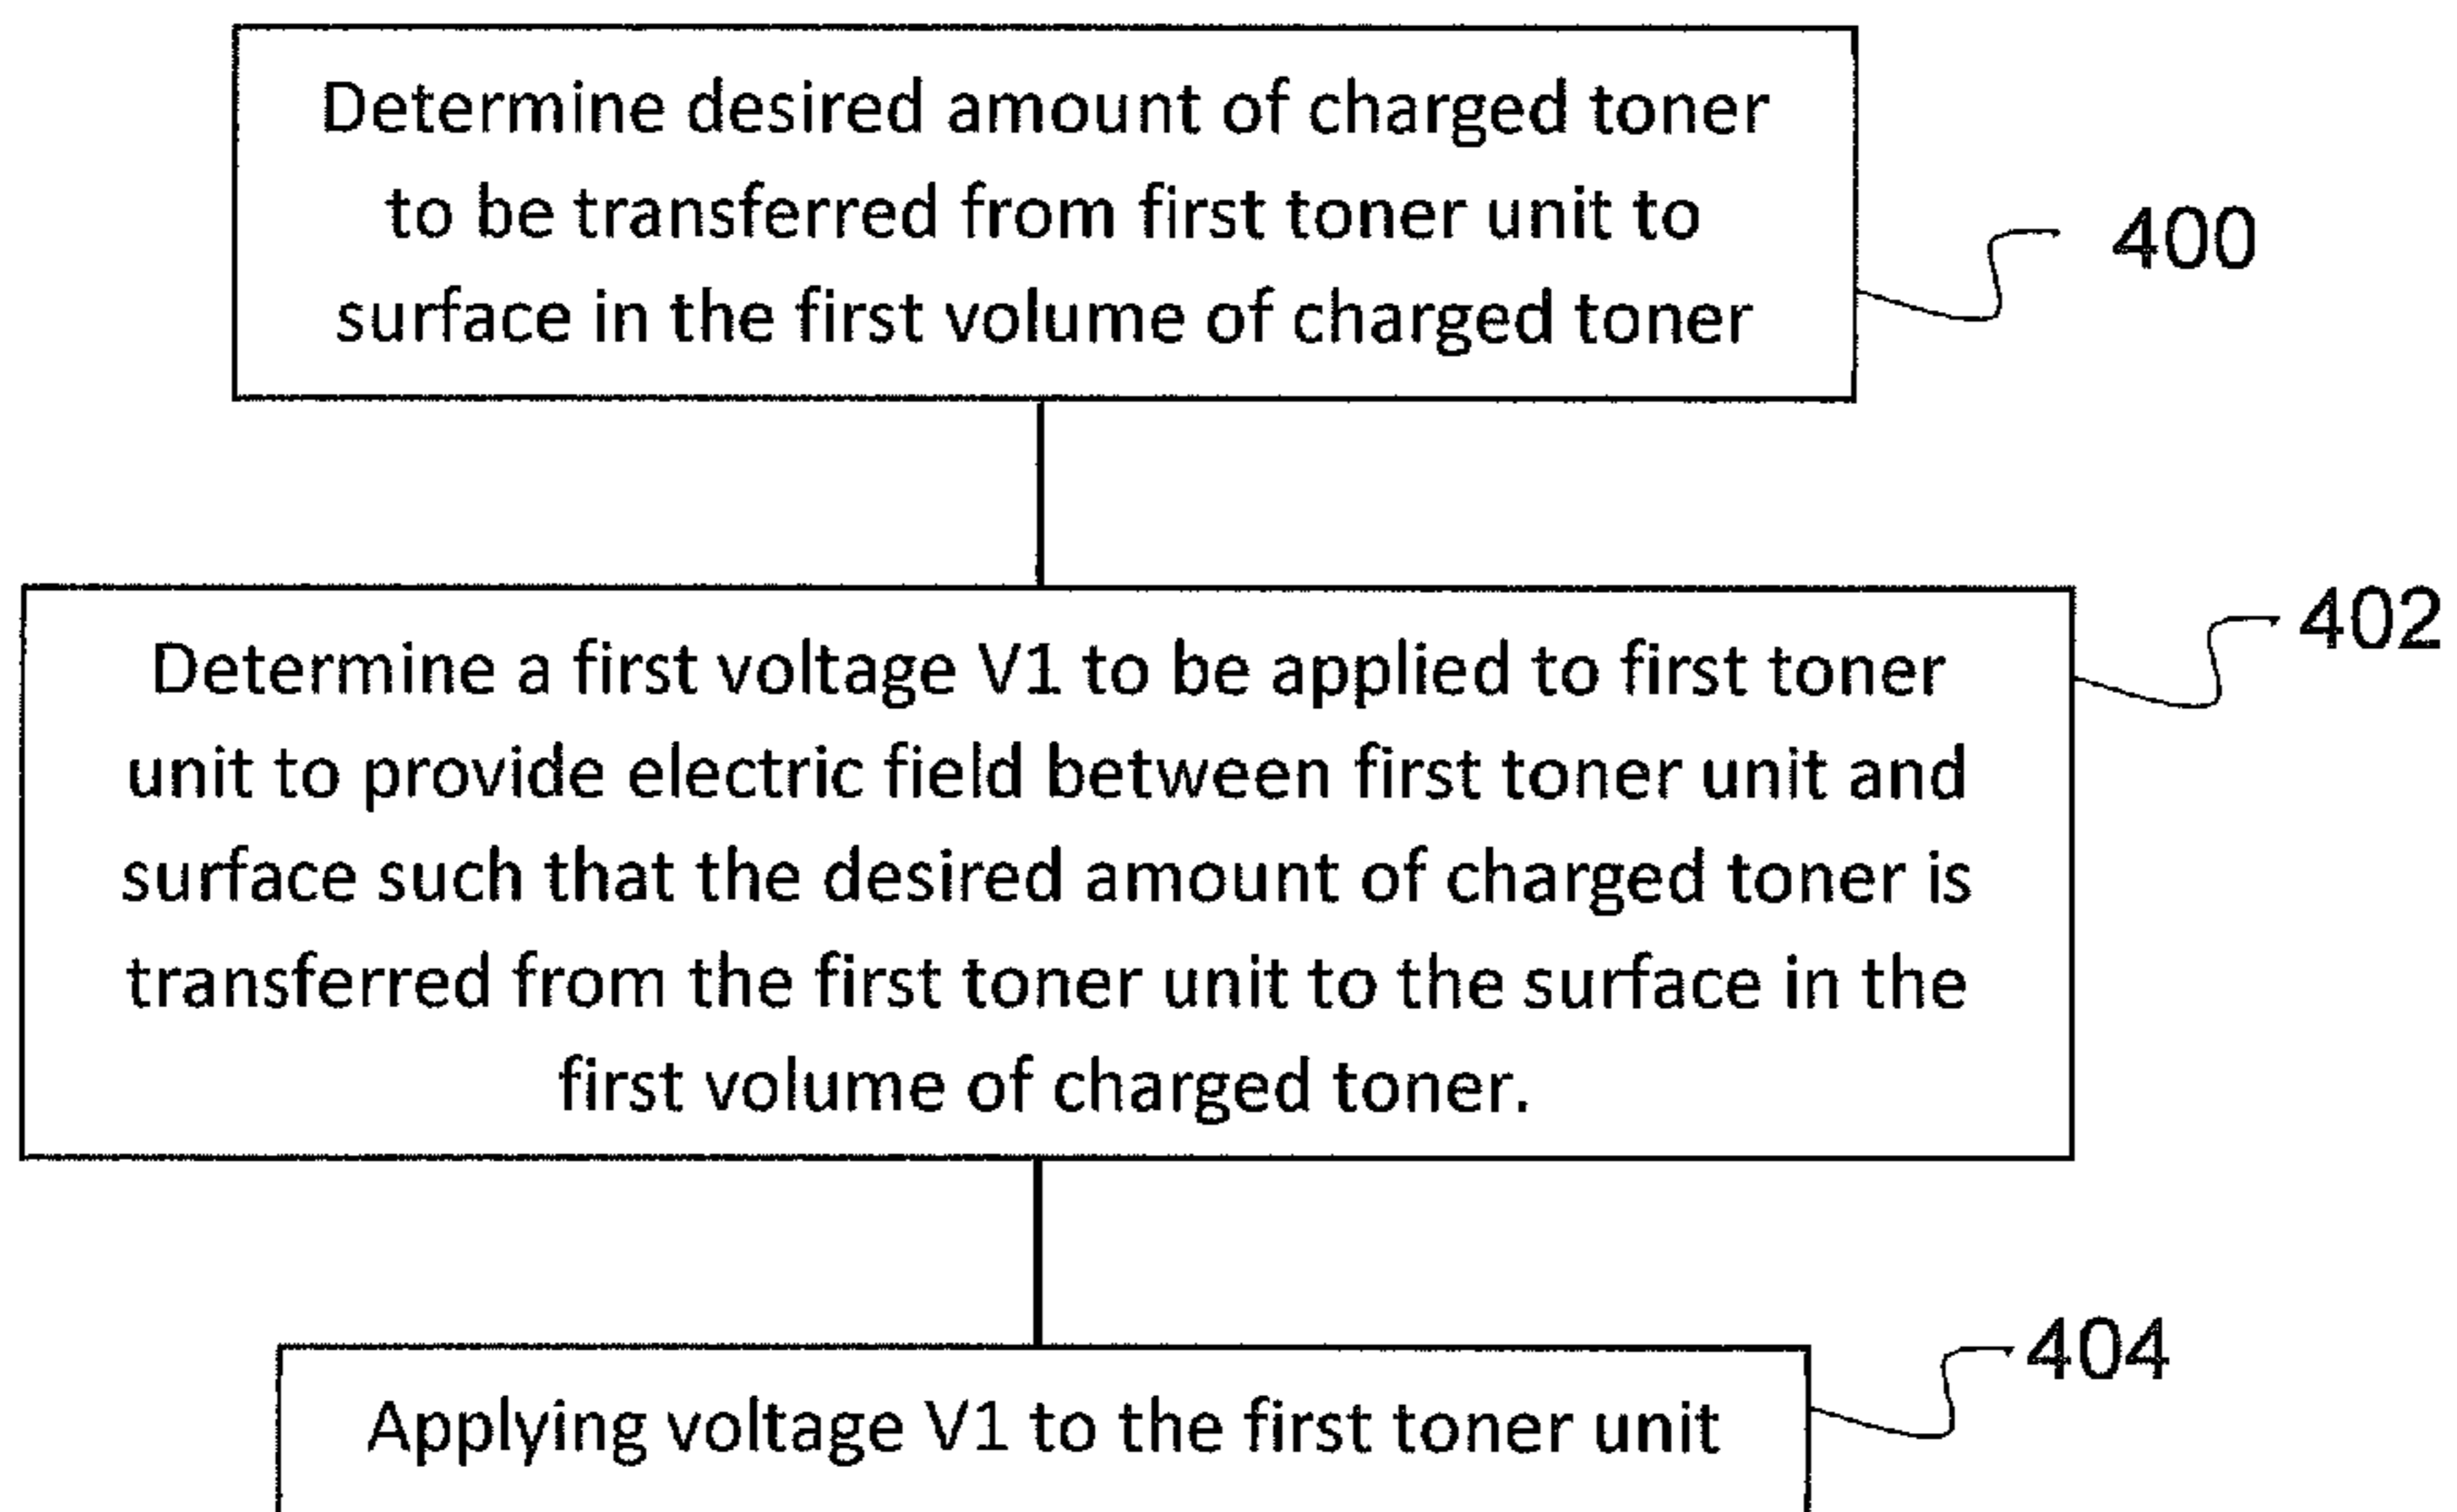 Determine desired amount of charged toner
to be transferred from first toner unit to
surface in the first volume of charged toner
400
Determine a first voltage V1 to be applied to first toner
unit to provide electric field between first toner unit and
surface such that the desired amount of charged toner is
transferred from the first toner unit to the surface in the
first volume of charged toner.
402
Applying voltage V1 to the first toner unit
404